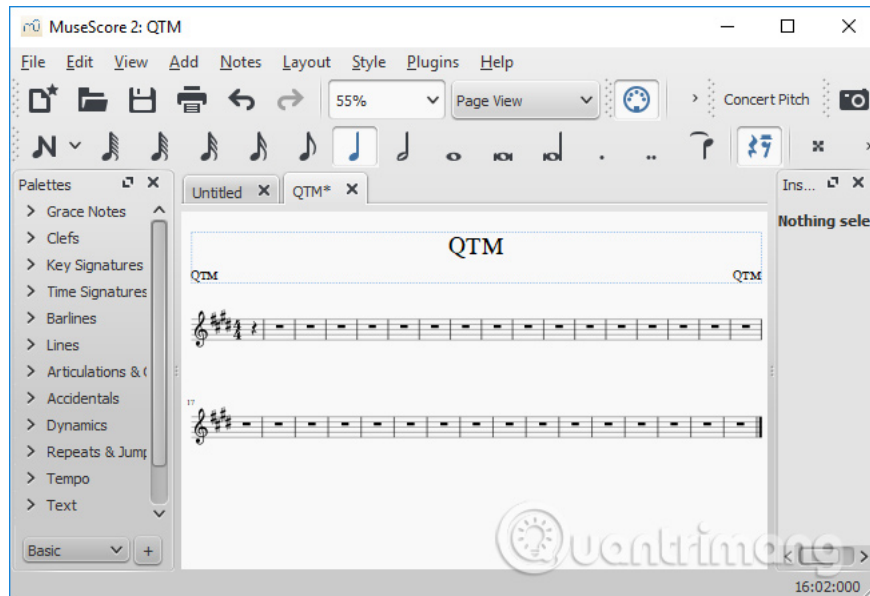 MuseScore 2: QTM
File Edit View Add Notes Layout Style Plugins Help
55% Page View Concert Pitch
Palettes
Untitled QTM*
Ins...
Grace Notes
Clefs
Key Signatures
Time Signatures
Barlines
Lines
Articulations & (
Accidentals
Dynamics
Repeats & Jump
Tempo
Text
Basic
Nothing sele
QTM
QTM QTM
4
4
17
Quantrimang
16:02:000